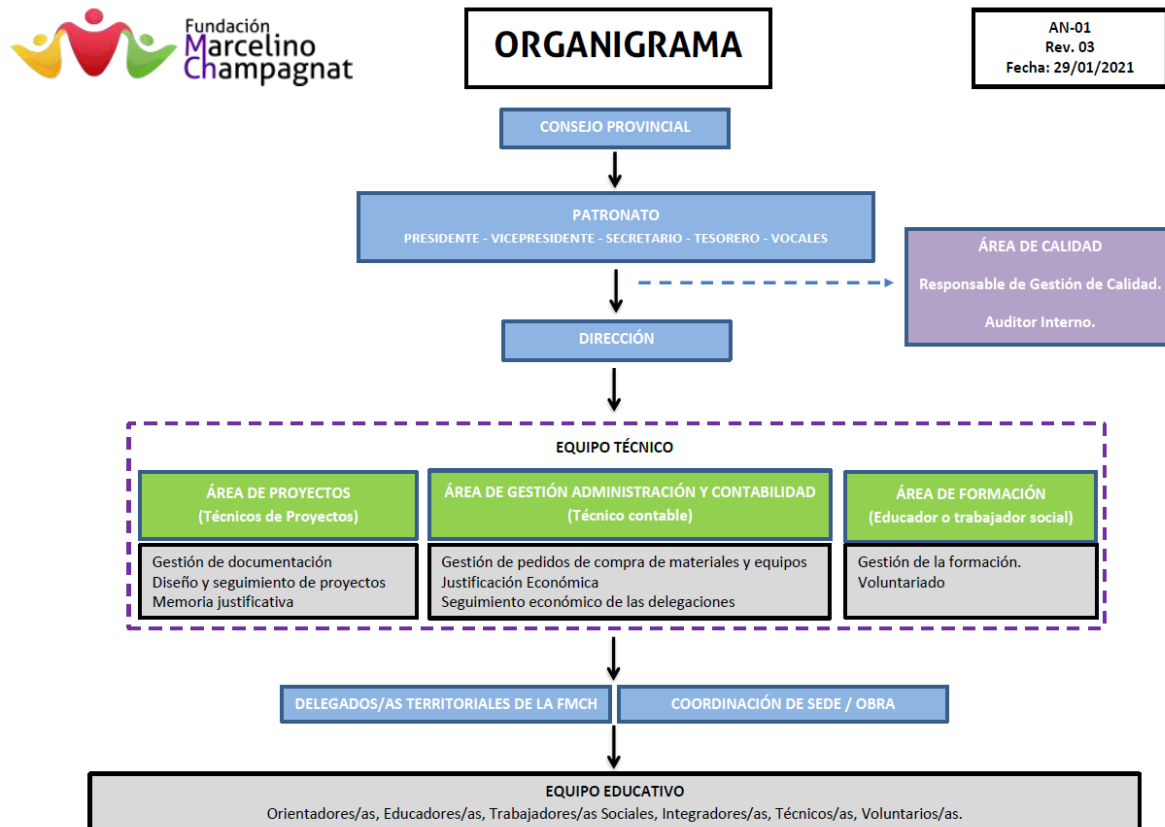 Fundación
Marcelino
Champagnat
ORGANIGRAMA
AN-01
Rev. 03
Fecha: 29/01/2021
CONSEJO PROVINCIAL
PATRONATO
PRESIDENTE - VICEPRESIDENTE - SECRETARIO - TESORERO - VOCALES
ÁREA DE CALIDAD
Responsable de Gestión de Calidad.
Auditor Interno.
DIRECCIÓN
EQUIPO TÉCNICO
ÁREA DE PROYECTOS
(Técnicos de Proyectos)
Gestión de documentación
Diseño y seguimiento de proyectos
Memoria justificativa
ÁREA DE GESTIÓN ADMINISTRACIÓN Y CONTABILIDAD
(Técnico contable)
Gestión de pedidos de compra de materiales y equipos
Justificación Económica
Seguimiento económico de las delegaciones
ÁREA DE FORMACIÓN
(Educador o trabajador social)
Gestión de la formación.
Voluntariado
DELEGADOS/AS TERRITORIALES DE LA FMCH
COORDINACIÓN DE SEDE / OBRA
EQUIPO EDUCATIVO
Orientadores/as, Educadores/as, Trabajadores/as Sociales, Integradores/as, Técnicos/as, Voluntarios/as.